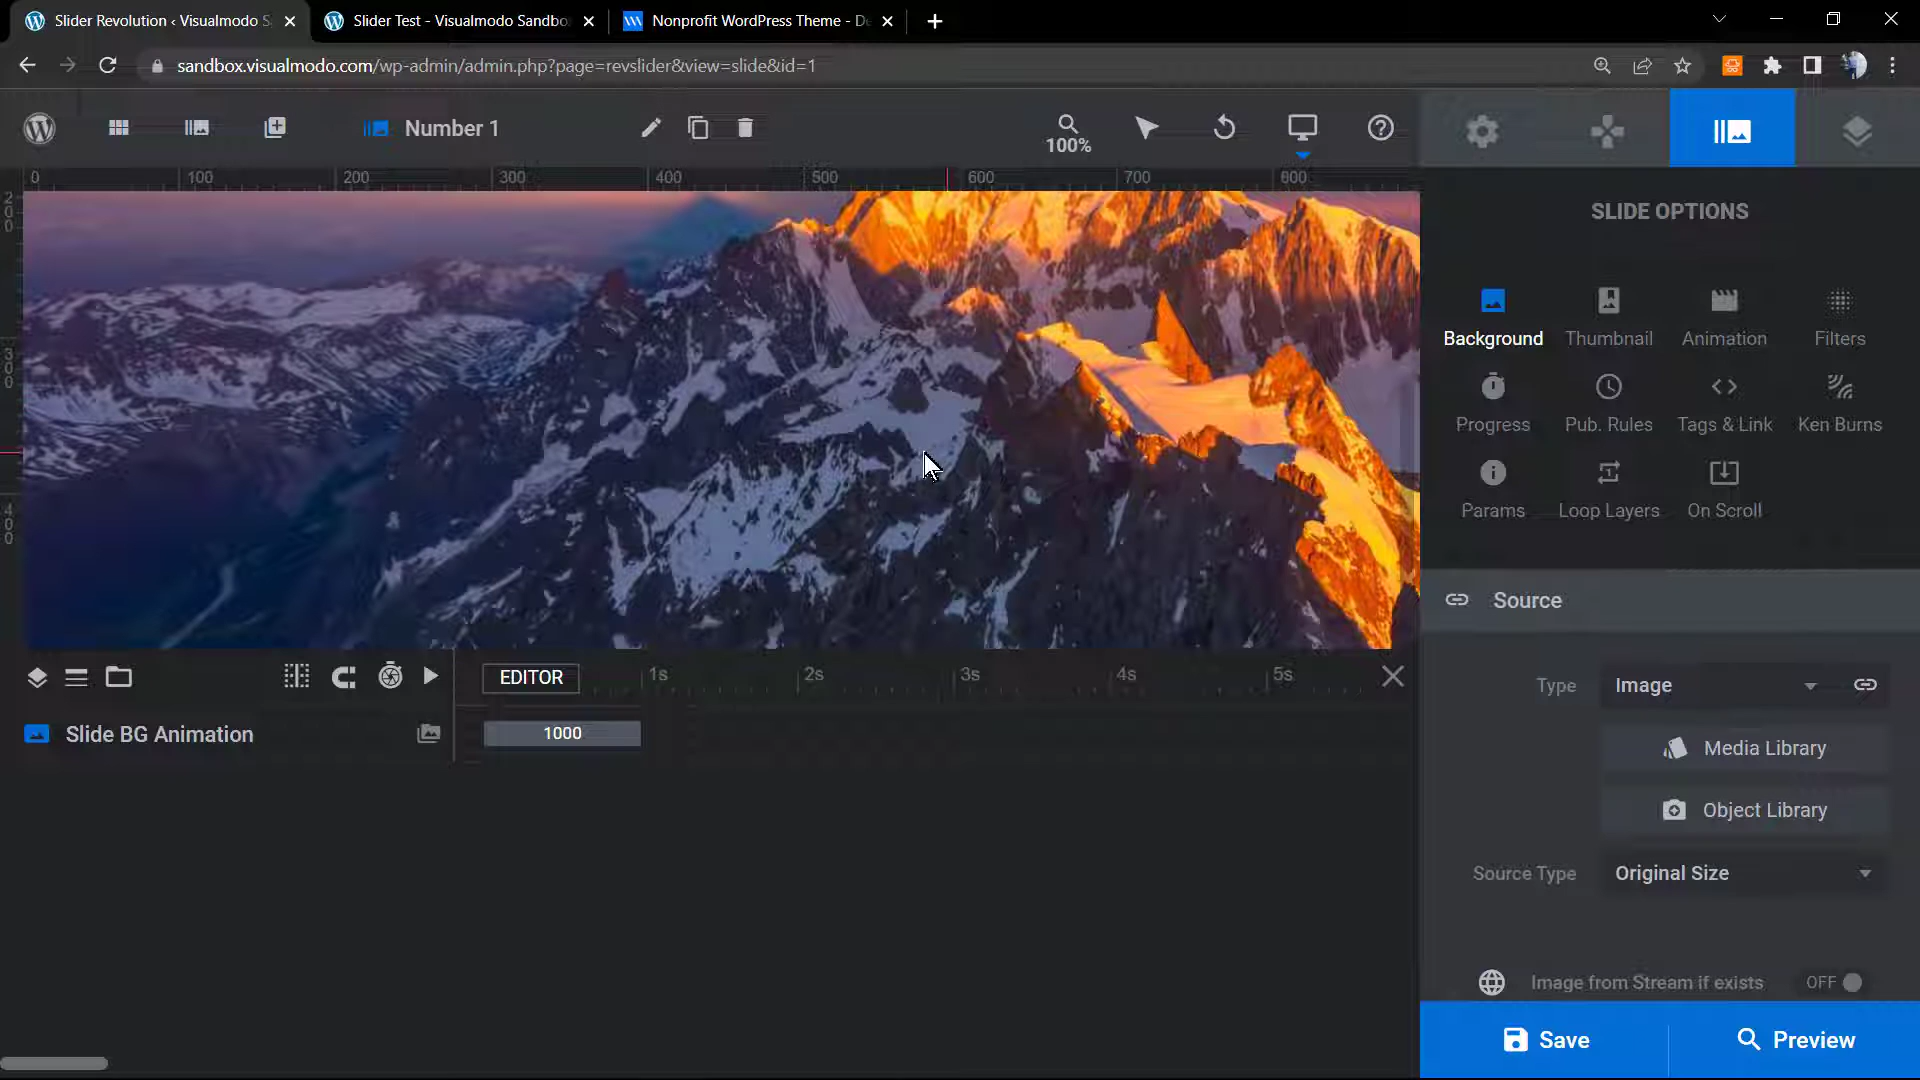 Slider Revolution ‹ Visualmodo S
Slider Test - Visualmodo Sandbo
Nonprofit WordPress Theme - De
sandbox.visualmodo.com/wp-admin/admin.php?page=revslider&view=slide&id=1
Number 1
100%
0 100 200 300 400 500 600 700 800
200
300
400
SLIDE OPTIONS
Background Thumbnail Animation Filters
Progress Pub. Rules Tags & Link Ken Burns
Params Loop Layers On Scroll
Source
Type Image
Media Library
Object Library
Source Type Original Size
Image from Stream if exists OFF
Save Preview
EDITOR 1s 2s 3s 4s 5s
Slide BG Animation 1000